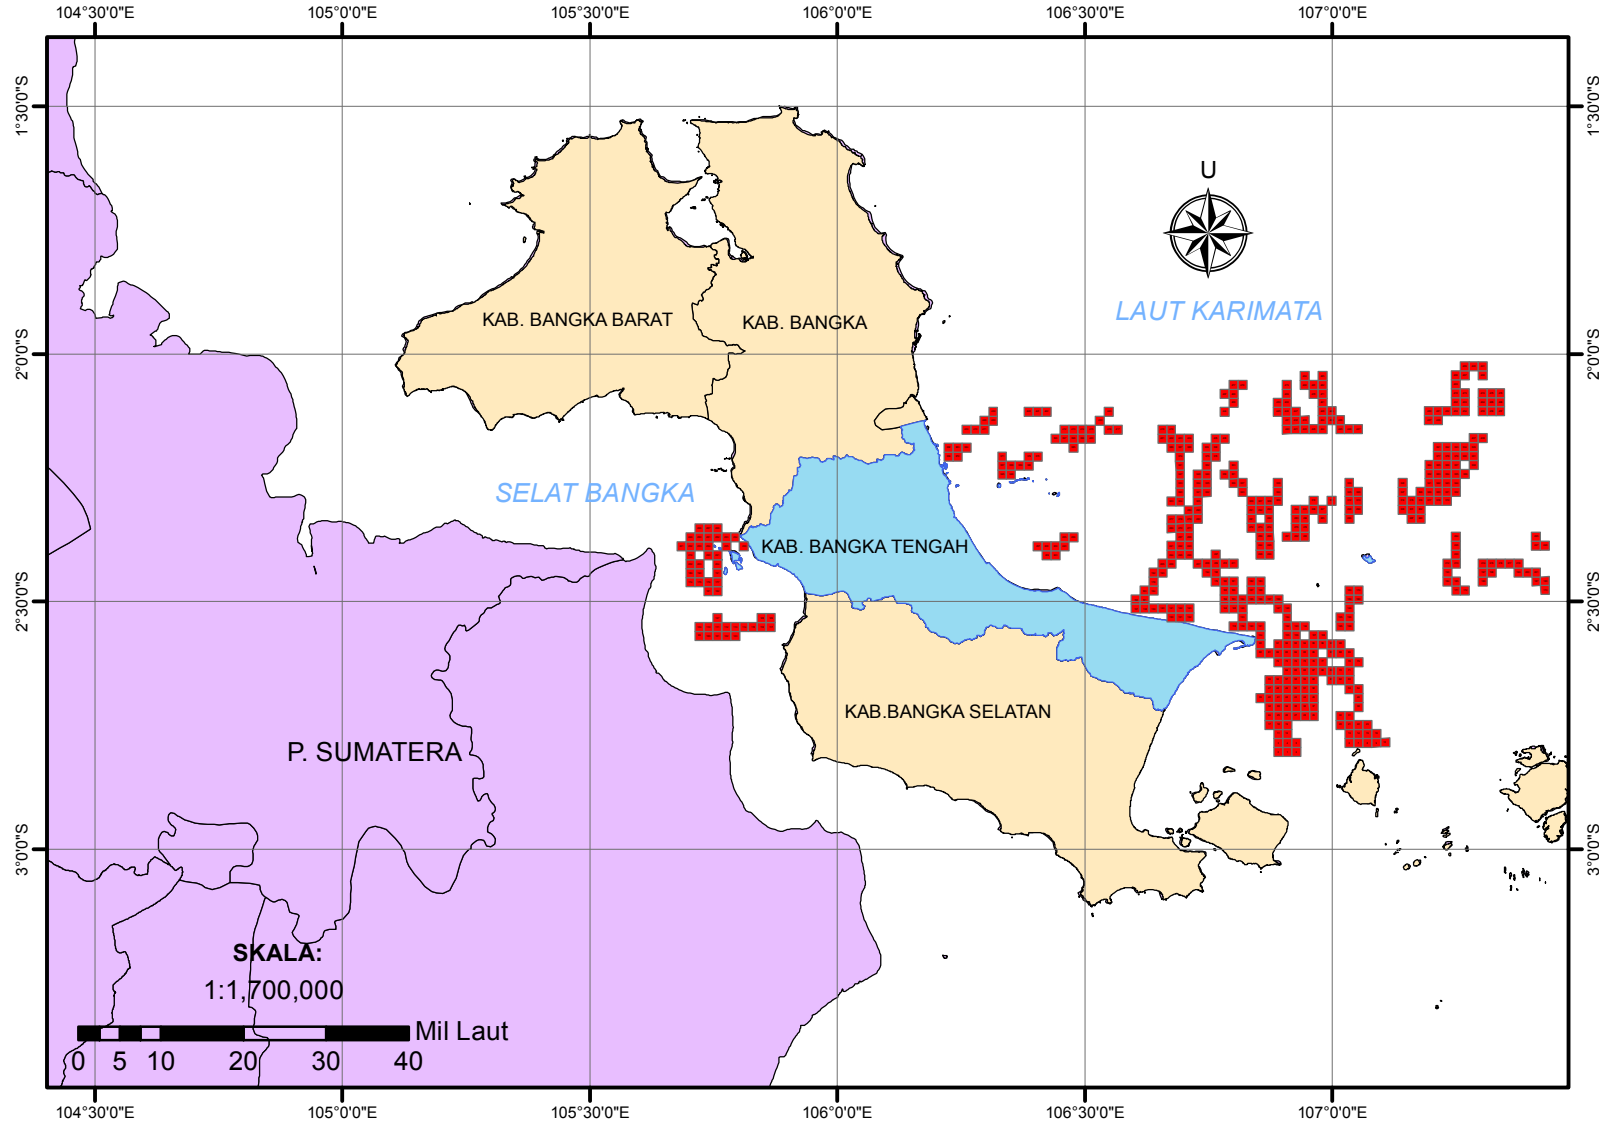 104°30'0"E 105°0'0"E 105°30'0"E 106°0'0"E 106°30'0"E 107°0'0"E
1°30'0"S 1°30'0"S
U
LAUT KARIMATA
KAB. BANGKA BARAT
KAB. BANGKA
2°0'0"S 2°0'0"S
SELAT BANGKA
KAB. BANGKA TENGAH
2°30'0"S 2°30'0"S
KAB.BANGKA SELATAN
P. SUMATERA
3°0'0"S 3°0'0"S
SKALA:
1:1,700,000
Mil Laut
0 5 10 20 30 40
104°30'0"E 105°0'0"E 105°30'0"E 106°0'0"E 106°30'0"E 107°0'0"E